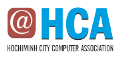 @HCA
HOCHIMINH CITY COMPUTER ASSOCIATION